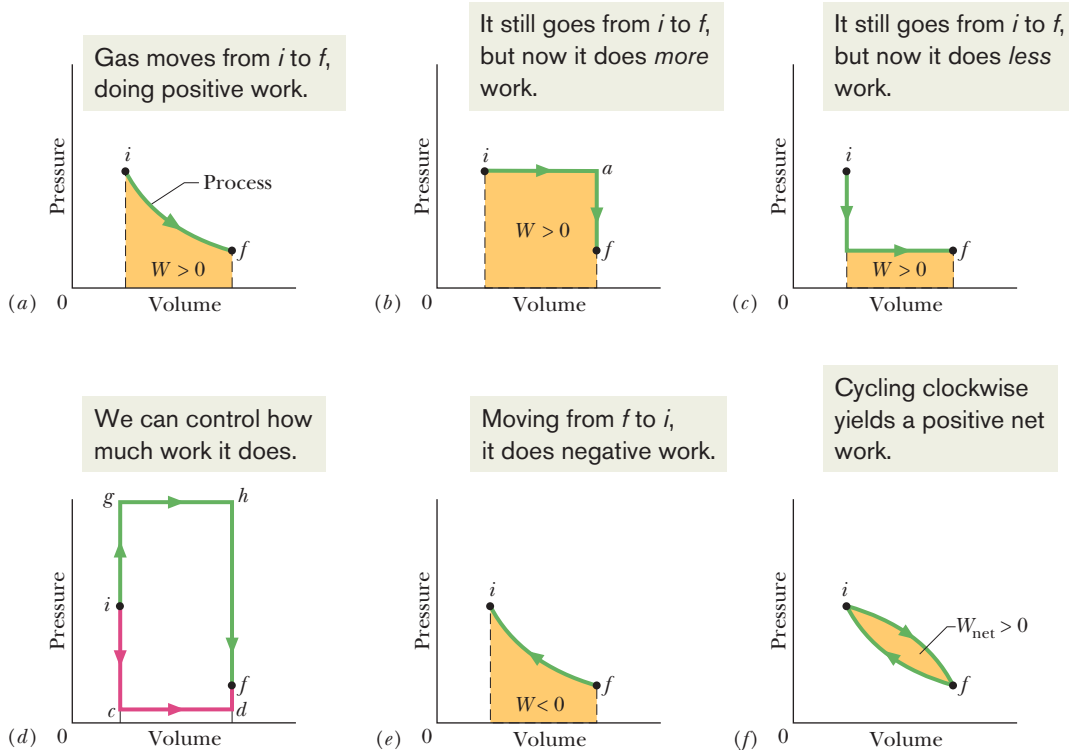 Gas moves from i to f,
doing positive work.
Pressure
i
Process
f
W > 0
0
Volume
(a)
It still goes from i to f,
but now it does more
work.
Pressure
i
a
W > 0
f
0
Volume
(b)
It still goes from i to f,
but now it does less
work.
Pressure
i
f
W > 0
0
Volume
(c)
We can control how
much work it does.
Pressure
g
h
i
f
c
d
0
Volume
(d)
Moving from f to i,
it does negative work.
Pressure
i
f
W < 0
0
Volume
(e)
Cycling clockwise
yields a positive net
work.
Pressure
i
Wnet > 0
f
0
Volume
(f)